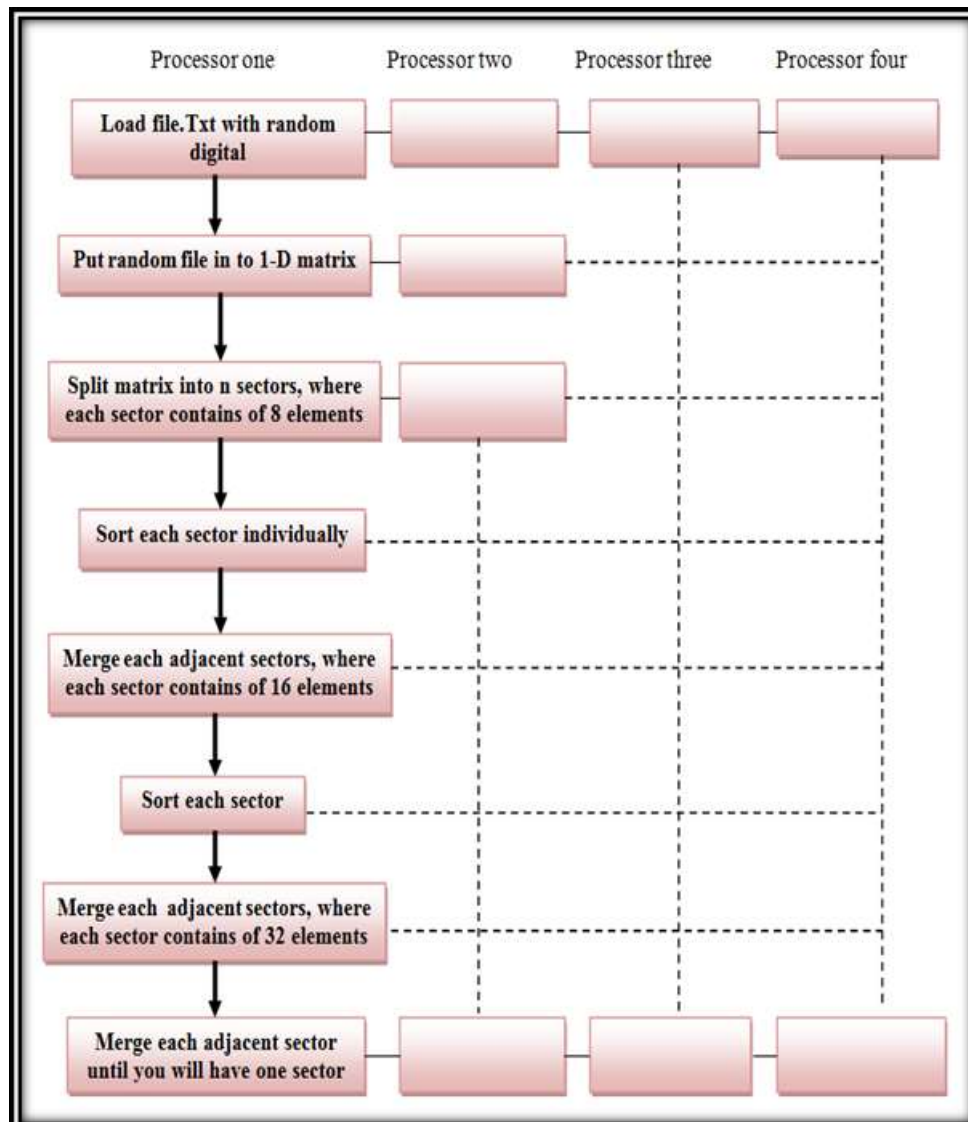 Processor one
Processor two
Processor three
Processor four
Load file.Txt with random
digital
Put random file in to 1-D matrix
Split matrix into n sectors, where
each sector contains of 8 elements
Sort each sector individually
Merge each adjacent sectors, where
each sector contains of 16 elements
Sort each sector
Merge each adjacent sectors, where
each sector contains of 32 elements
Merge each adjacent sector
until you will have one sector